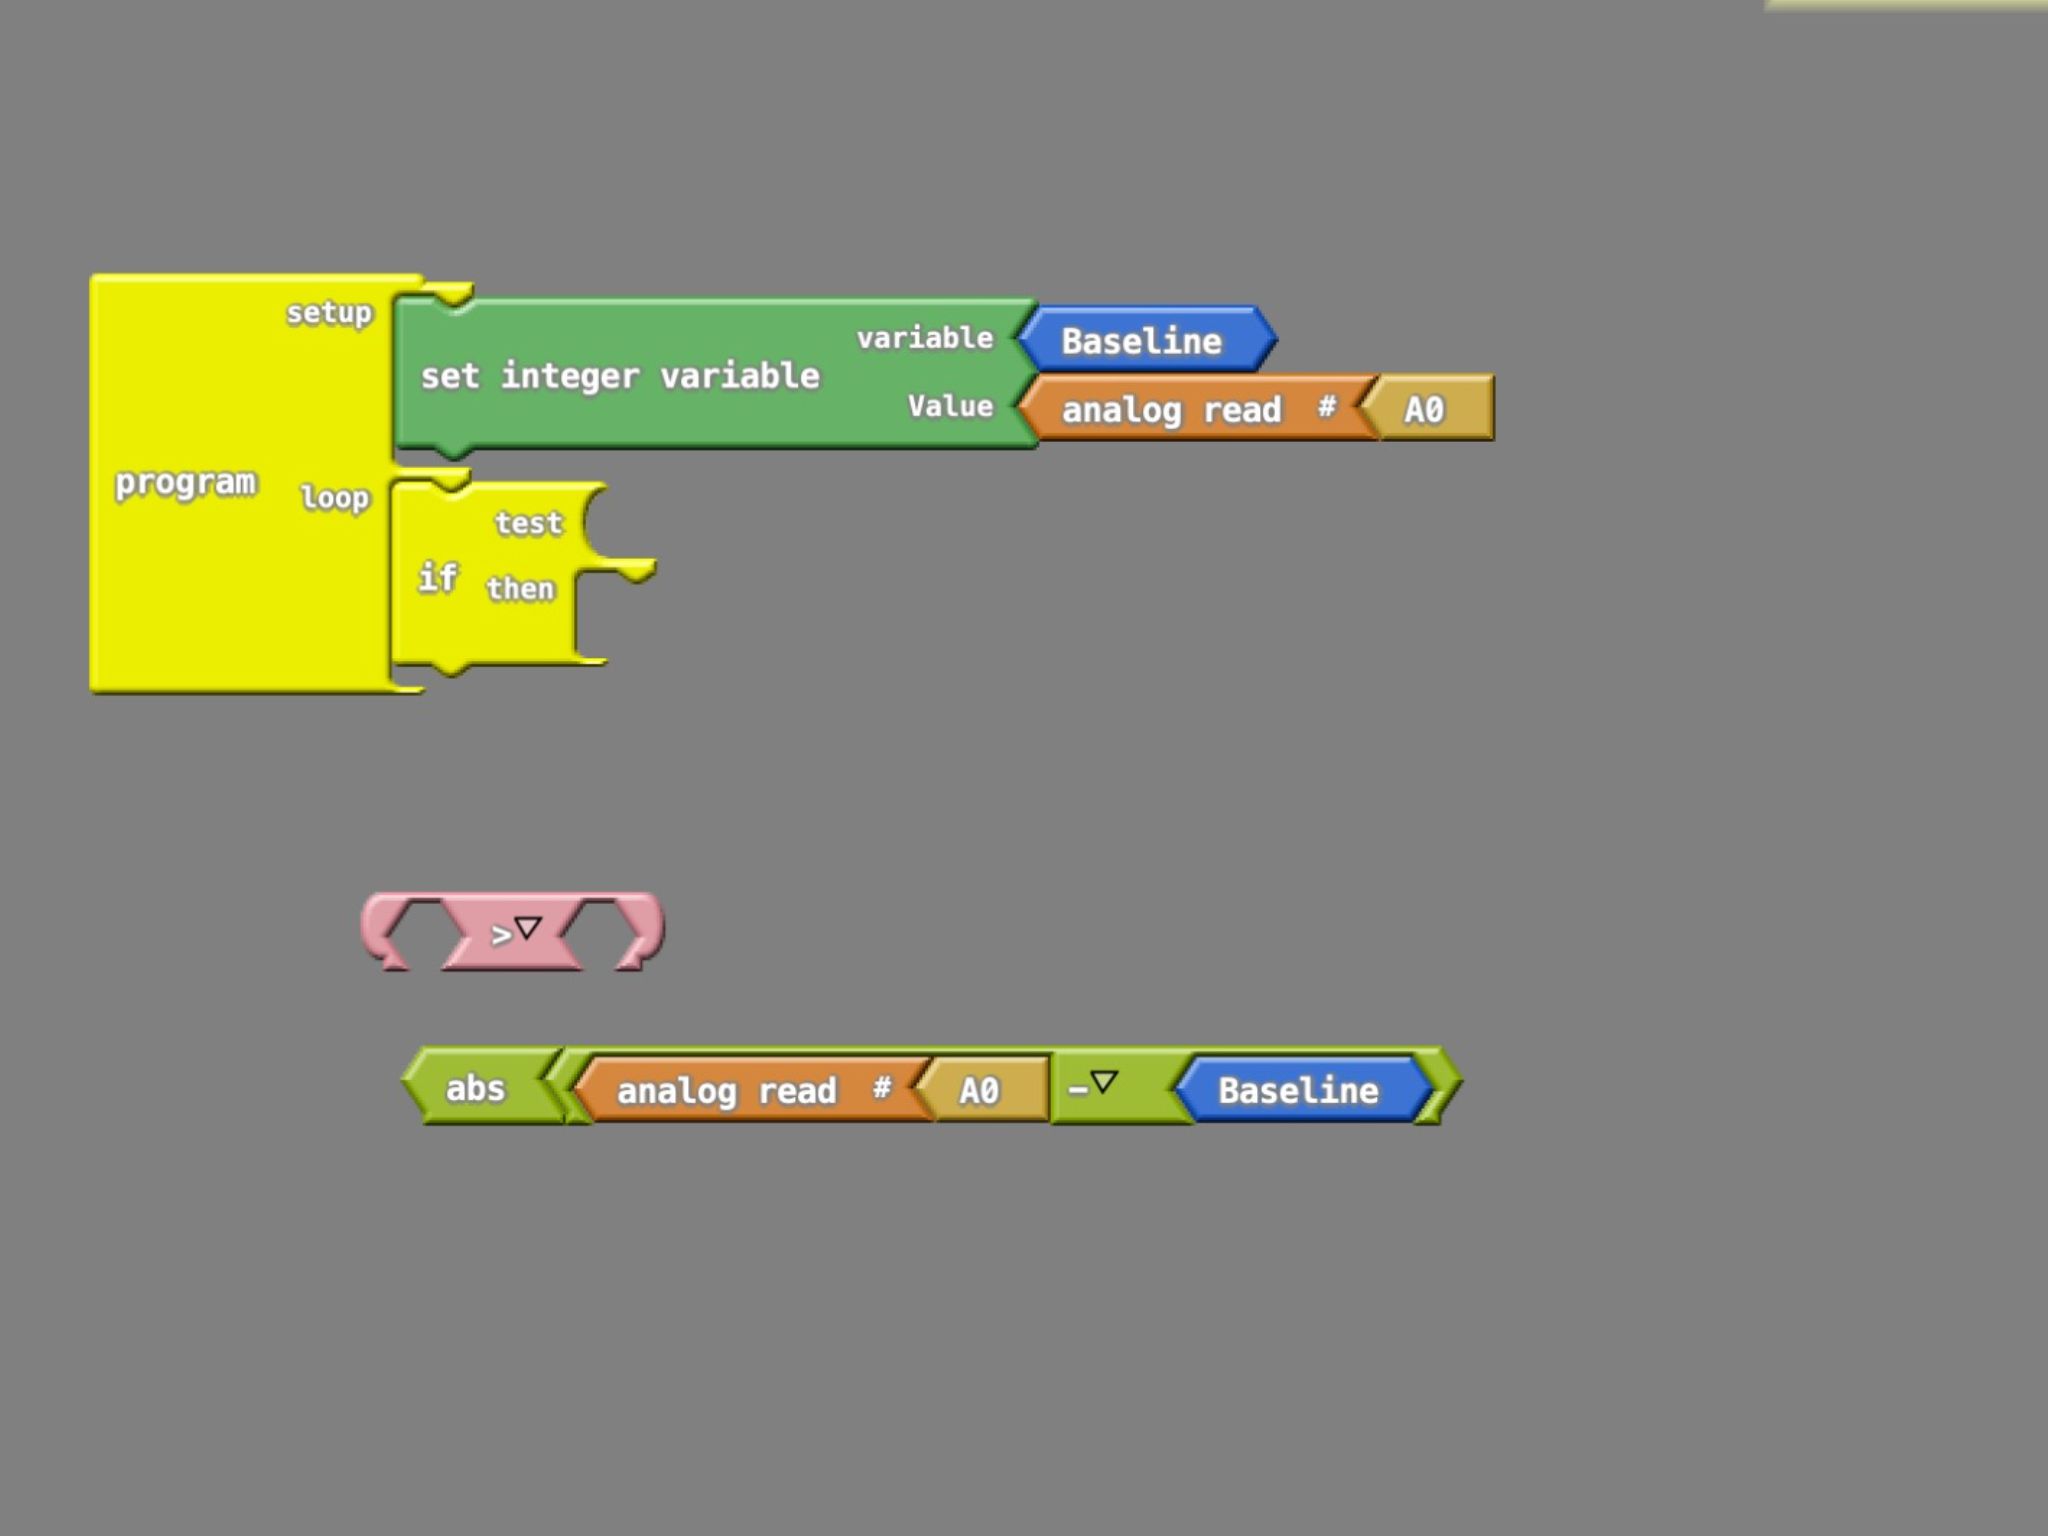 setup
variable Baseline
set integer variable
Value analog read # A0
program loop
test
if then
>
abs analog read # A0 - Baseline